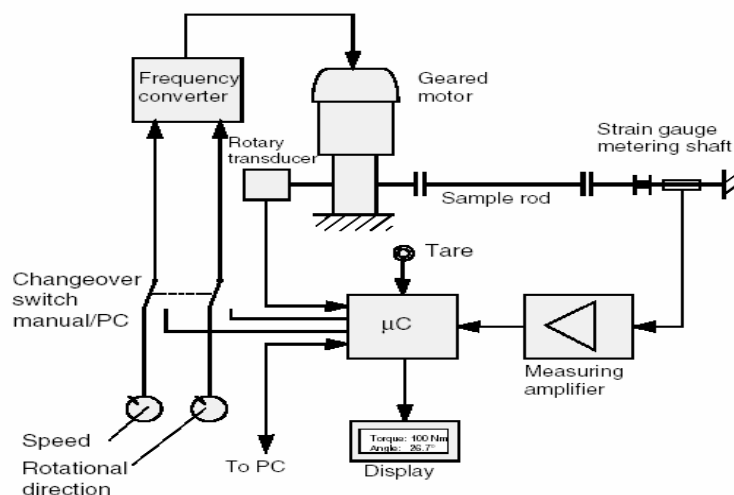 Frequency
converter
Geared
motor
Rotary
transducer
Strain gauge
metering shaft
Sample rod
Tare
Changeover
switch
manual/PC
μC
Measuring
amplifier
Speed
Rotational
direction
To PC
Torque: 100 Nm
Angle: 26.7°
Display